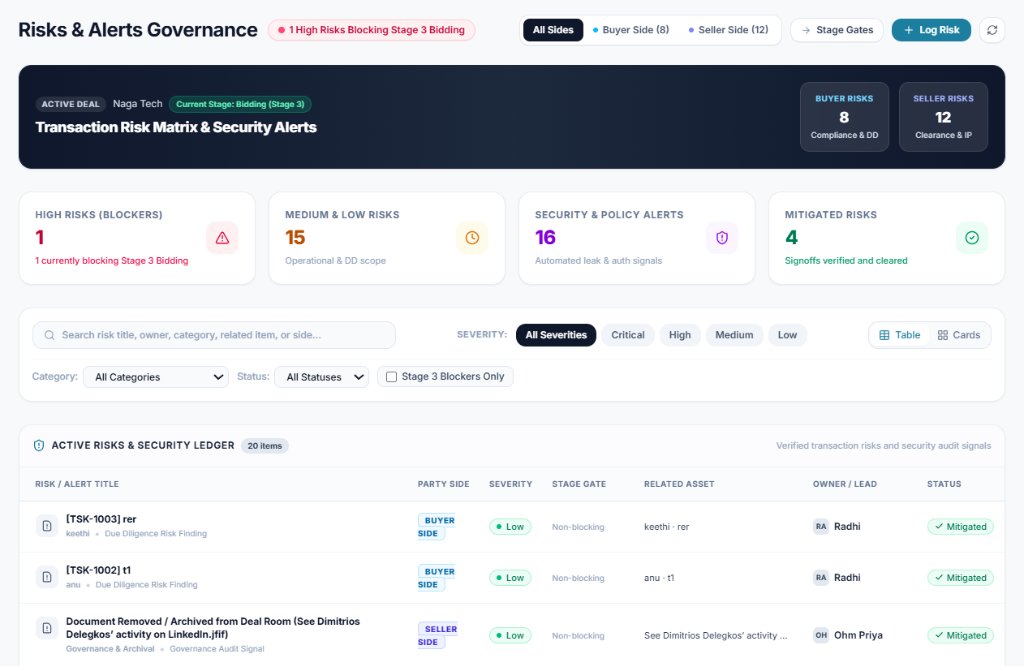 Risks & Alerts Governance
1 High Risks Blocking Stage 3 Blocking
All Sides
Buyer Side (8)
Seller Side (12)
Stage Gates
Log Risk
ACTIVE DEAL
Naga Tech
Current Stage: Bidding (Stage 3)
Transaction Risk Matrix & Security Alerts
BUYER RISKS
8
Compliance & DD
SELLER RISKS
12
Clearance & IP
HIGH RISKS (BLOCKERS)
1
1 currently blocking Stage 3 Bidding
MEDIUM & LOW RISKS
15
Operational & DD scope
SECURITY & POLICY ALERTS
16
Automated leak & auth signals
MITIGATED RISKS
4
Signoffs verified and cleared
Search risk title, owner, category, related item, or side...
SEVERITY:
All Severities
Critical
High
Medium
Low
Table
Cards
Category:
All Categories
Status:
All Statuses
Stage 3 Blockers Only
ACTIVE RISKS & SECURITY LEDGER
20 items
Verified transaction risks and security audit signals
RISK / ALERT TITLE
PARTY SIDE
SEVERITY
STAGE GATE
RELATED ASSET
OWNER / LEAD
STATUS
[TSK-1003] rer
keethi • Due Diligence Risk Finding
BUYER
SIDE
Low
Non-blocking
keethi · rer
RA Radhi
Mitigated
[TSK-1002] t1
anu • Due Diligence Risk Finding
BUYER
SIDE
Low
Non-blocking
anu · t1
RA Radhi
Mitigated
Document Removed / Archived from Deal Room (See Dimitrios
Delegkos' activity on LinkedIn.jfif)
Governance & Archival • Governance Audit Signal
SELLER
SIDE
Low
Non-blocking
See Dimitrios Delegkos' activity ...
OH Ohm Priya
Mitigated